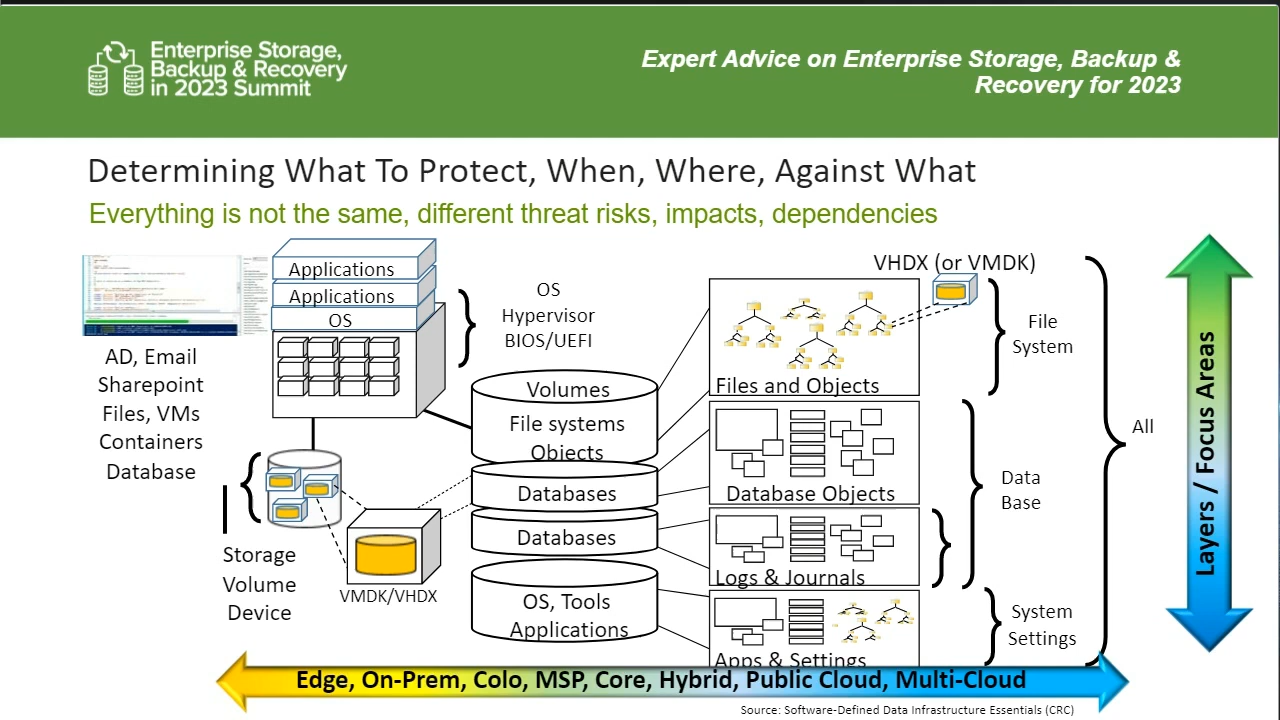 Enterprise Storage,
Backup & Recovery
in 2023 Summit
Expert Advice on Enterprise Storage, Backup &
Recovery for 2023
Determining What To Protect, When, Where, Against What
Everything is not the same, different threat risks, impacts, dependencies
Applications
Applications
OS
AD, Email
Sharepoint
Files, VMs
Containers
Database
OS
Hypervisor
BIOS/UEFI
Storage
Volume
Device
VMDK/VHDX
Volumes
File systems
Objects
Databases
Databases
OS, Tools
Applications
VHDX (or VMDK)
Files and Objects
Database Objects
Logs & Journals
Apps & Settings
File
System
Data
Base
System
Settings
All
Layers / Focus Areas
Edge, On-Prem, Colo, MSP, Core, Hybrid, Public Cloud, Multi-Cloud
Source: Software-Defined Data Infrastructure Essentials (CRC)